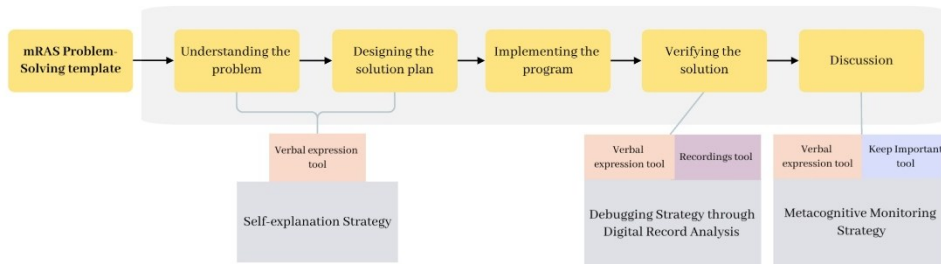 mRAS Problem-
Solving template
Understanding the
problem
Designing the
solution plan
Implementing the
program
Verifying the
solution
Discussion
Verbal expression
tool
Self-explanation Strategy
Verbal
expression tool
Recordings tool
Debugging Strategy through
Digital Record Analysis
Verbal
expression tool
Keep Important
tool
Metacognitive Monitoring
Strategy